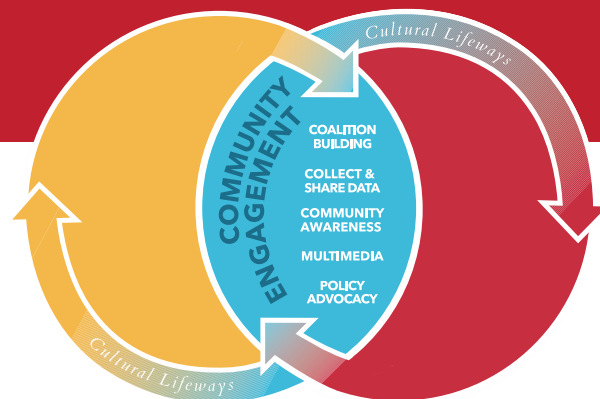 Cultural Lifeways
COMMUNITY
ENGAGEMENT
COALITION
BUILDING
COLLECT &
SHARE DATA
COMMUNITY
AWARENESS
MULTIMEDIA
POLICY
ADVOCACY
Cultural Lifeways